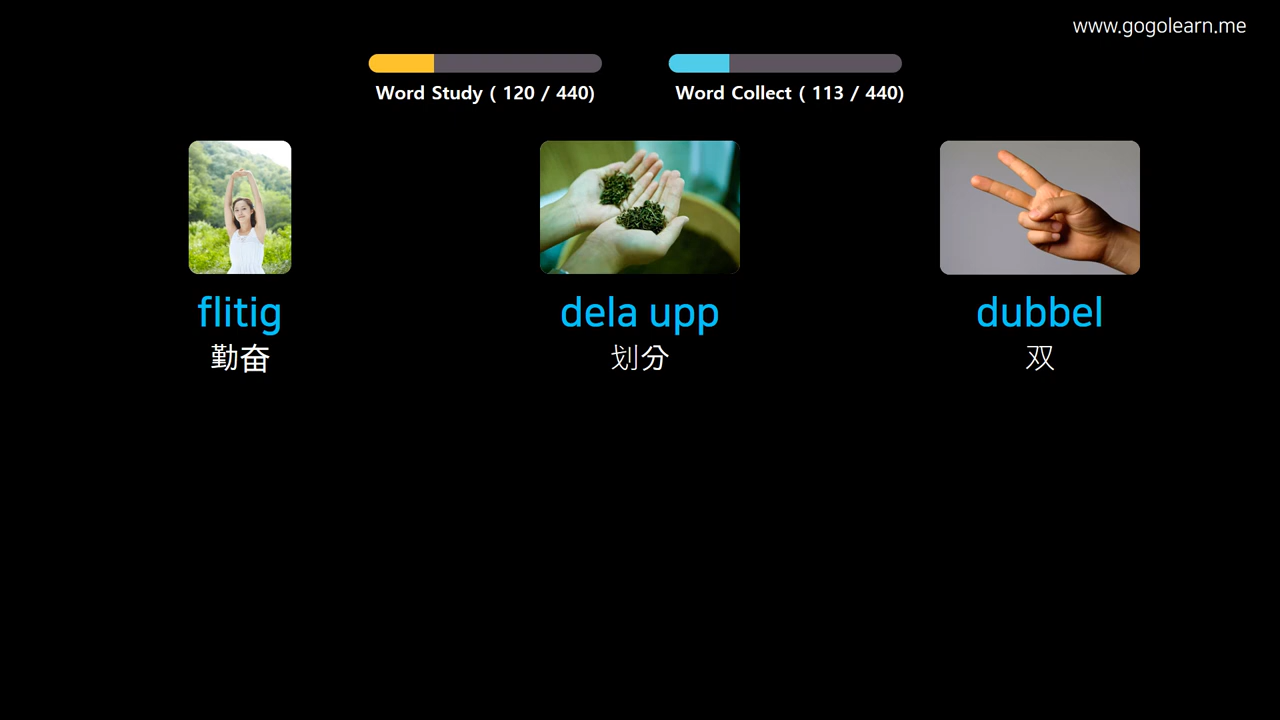 www.gogolearn.me
Word Study ( 120 / 440)
Word Collect ( 113 / 440)
flitig
勤奋
dela upp
划分
dubbel
双